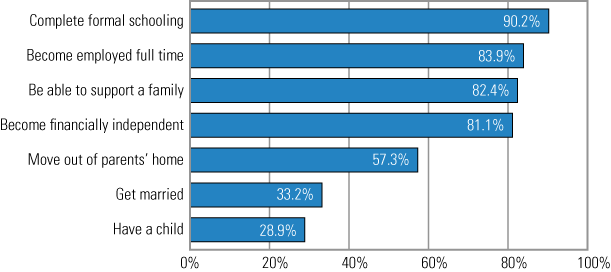 Complete formal schooling 90.2%
Become employed full time 83.9%
Be able to support a family 82.4%
Become financially independent 81.1%
Move out of parents’ home 57.3%
Get married 33.2%
Have a child 28.9%
0% 20% 40% 60% 80% 100%